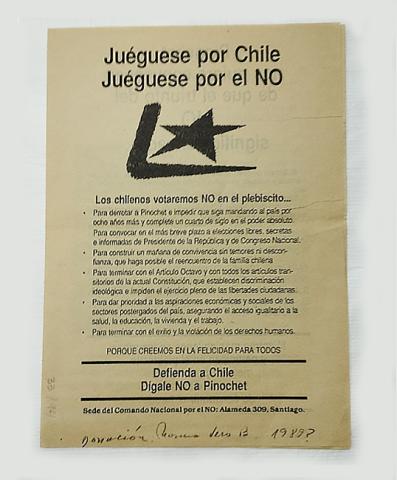 Juéguese por Chile
Juéguese por el NO
Los chilenos votaremos NO en el plebiscito...
• Para derrotar a Pinochet e impedir que siga mandando al país por
ocho años más y complete un cuarto de siglo en el poder absoluto.
Para convocar en el más breve plazo a elecciones libres, secretas
e informadas de Presidente de la República y de Congreso Nacional.
• Para construir un mañana de convivencia sin temores ni descon-
fianza, que haga posible el reencuentro de la familia chilena
• Para terminar con el Artículo Octavo y con todos los artículos tran-
sitorios de la actual Constitución, que establecen discriminación
ideológica e impiden el ejercicio pleno de las libertades ciudadanas.
• Para dar prioridad a las aspiraciones económicas y sociales de los
sectores postergados del país, asegurando el acceso igualitario a la
salud, la educación, la vivienda y el trabajo.
• Para terminar con el exilio y la violación de los derechos humanos.
PORQUE CREEMOS EN LA FELICIDAD PARA TODOS
Defienda a Chile
Dígale NO a Pinochet
Sede del Comando Nacional por el NO: Alameda 309, Santiago.
Donación